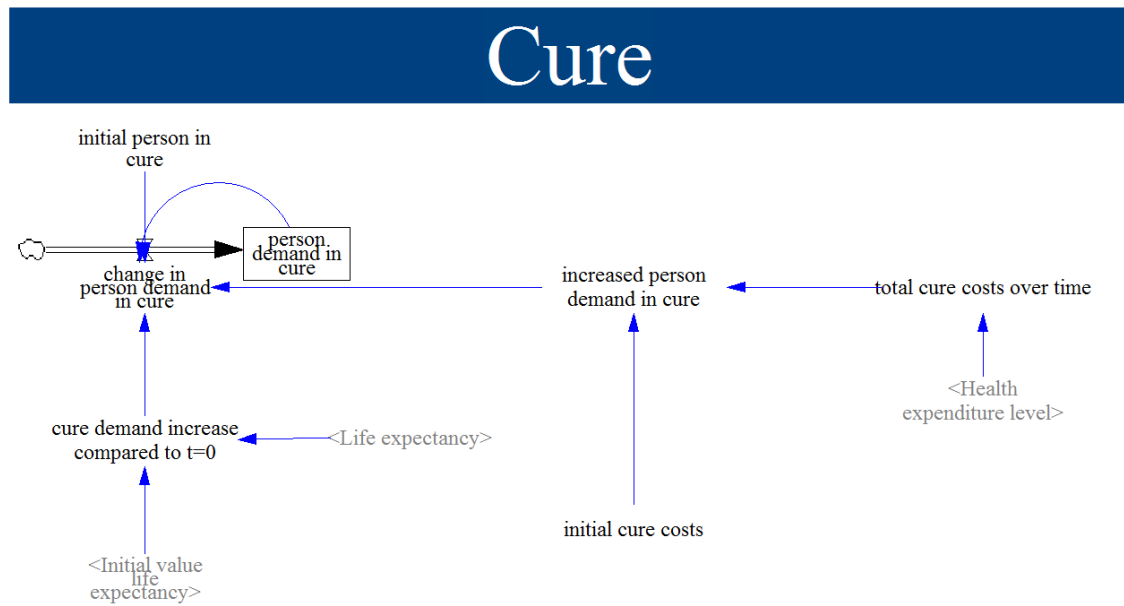 Cure
initial person in
cure
person
demand in
cure
change in
person demand
in cure
increased person
demand in cure
total cure costs over time
<Health
expenditure level>
cure demand increase
compared to t=0
<Life expectancy>
initial cure costs
<Initial value
life
expectancy>